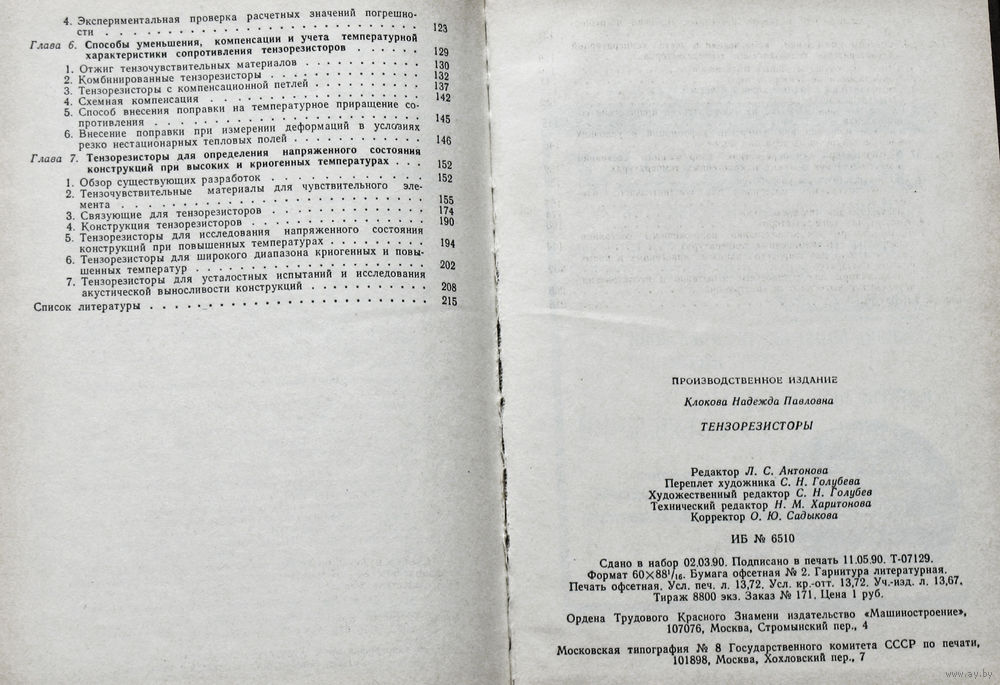 4. Экспериментальная проверка расчетных значений погрешно-
сти . . . . . . . . . . . . . . . . . . . . . . . . 123
Глава 6. Способы уменьшения, компенсации и учета температурной
характеристики сопротивления тензорезисторов . . . . . . 129
1. Отжиг тензочувствительных материалов . . . . . . . . . . 130
2. Комбинированные тензорезисторы . . . . . . . . . . . . . 132
3. Тензорезисторы с компенсационной петлей . . . . . . . . . 137
4. Схемная компенсация . . . . . . . . . . . . . . . . . . 142
5. Способ внесения поправки на температурное приращение со-
противления . . . . . . . . . . . . . . . . . . . . . . 145
6. Внесение поправки при измерении деформаций в условиях
резко нестационарных тепловых полей . . . . . . . . . . . 146
Глава 7. Тензорезисторы для определения напряженного состояния
конструкций при высоких и криогенных температурах . . . 152
1. Обзор существующих разработок . . . . . . . . . . . . . 152
2. Тензочувствительные материалы для чувствительного эле-
мента . . . . . . . . . . . . . . . . . . . . . . . . . 155
3. Связующие для тензорезисторов . . . . . . . . . . . . . 174
4. Конструкция тензорезисторов . . . . . . . . . . . . . . 190
5. Тензорезисторы для исследования напряженного состояния
конструкций при повышенных температурах . . . . . . . . . 194
6. Тензорезисторы для широкого диапазона криогенных и повы-
шенных температур . . . . . . . . . . . . . . . . . . . 202
7. Тензорезисторы для усталостных испытаний и исследования
акустической выносливости конструкций . . . . . . . . . . 208
Список литературы . . . . . . . . . . . . . . . . . . . . . . 215
ПРОИЗВОДСТВЕННОЕ ИЗДАНИЕ
Клокова Надежда Павловна
ТЕНЗОРЕЗИСТОРЫ
Редактор Л. С. Антонова
Переплет художника С. Н. Голубева
Художественный редактор С. Н. Голубев
Технический редактор Н. М. Харитонова
Корректор О. Ю. Садыкова
ИБ № 6510
Сдано в набор 02.03.90. Подписано в печать 11.05.90. Т-07129.
Формат 60×88¹/₁₆. Бумага офсетная № 2. Гарнитура литературная.
Печать офсетная. Усл. печ. л. 13,72. Усл. кр.-отт. 13,72. Уч.-изд. л. 13,67.
Тираж 8800 экз. Заказ № 171. Цена 1 руб.
Ордена Трудового Красного Знамени издательство «Машиностроение»,
107076, Москва, Стромынский пер., 4
Московская типография № 8 Государственного комитета СССР по печати,
101898, Москва, Хохловский пер., 7
www.ay.by